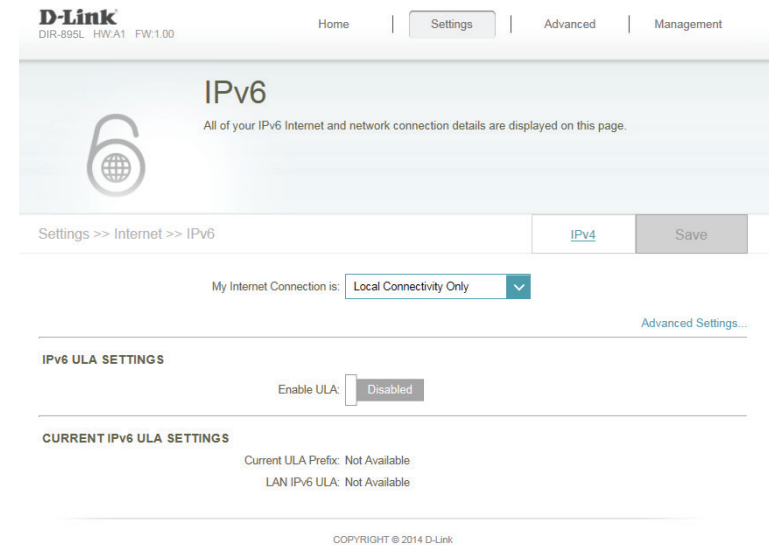 D-Link
DIR-895L HW:A1 FW:1.00
Home | Settings | Advanced | Management
IPv6
All of your IPv6 Internet and network connection details are displayed on this page.
Settings >> Internet >> IPv6
IPv4
Save
My Internet Connection is: Local Connectivity Only
Advanced Settings...
IPv6 ULA SETTINGS
Enable ULA: Disabled
CURRENT IPv6 ULA SETTINGS
Current ULA Prefix: Not Available
LAN IPv6 ULA: Not Available
COPYRIGHT © 2014 D-Link